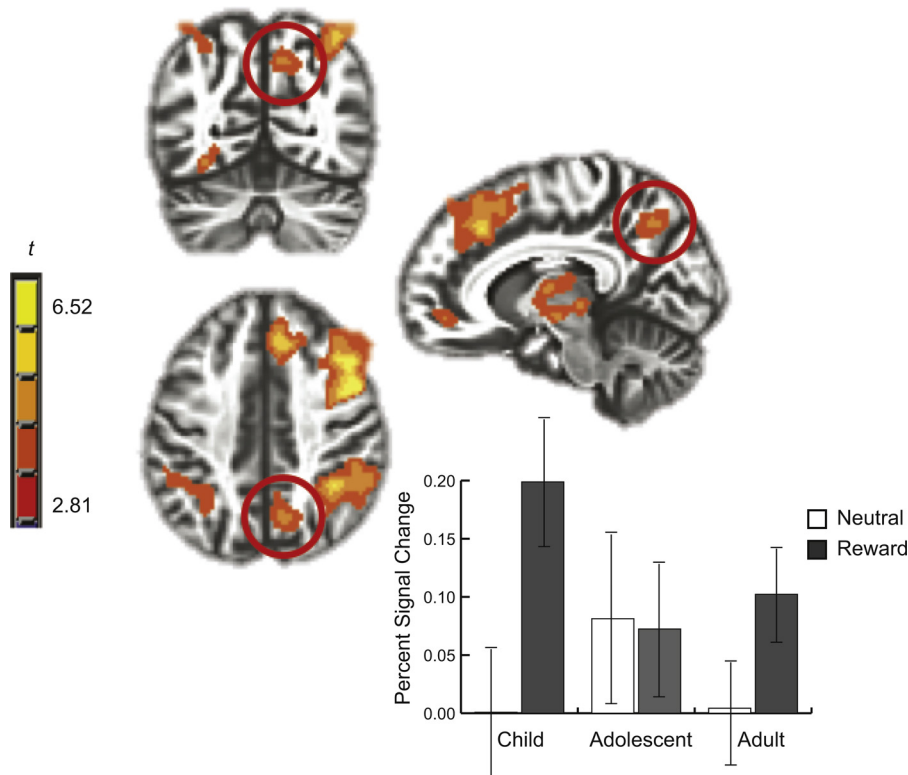 t
6.52
2.81
Percent Signal Change
0.20
0.15
0.10
0.05
0.00
Child Adolescent Adult
Neutral
Reward